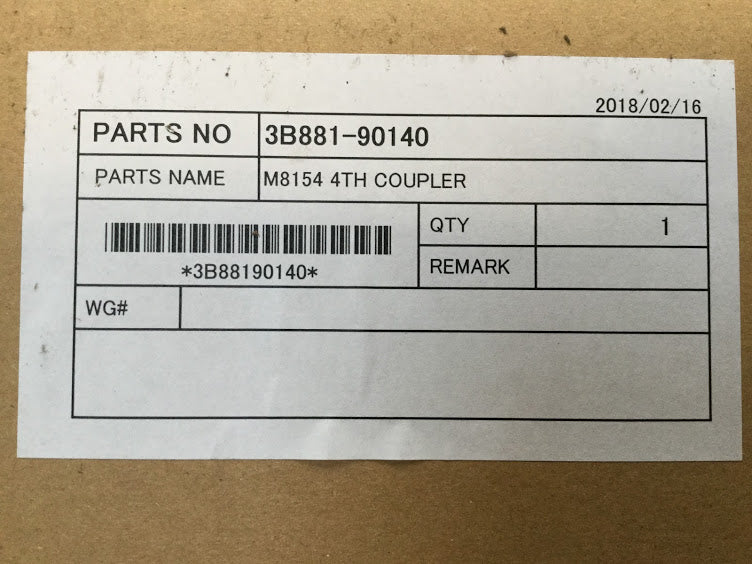 2018/02/16
PARTS NO 3B881-90140
PARTS NAME M8154 4TH COUPLER
QTY 1
*3B88190140*
REMARK
WG#